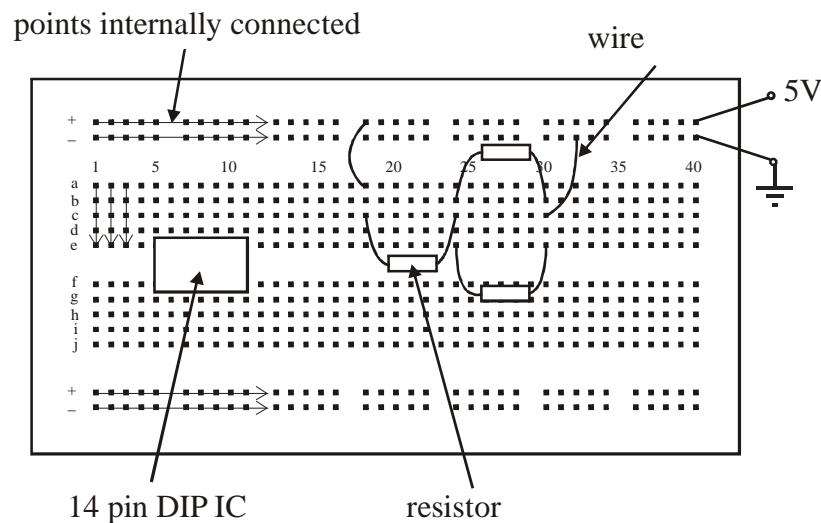 points internally connected
wire
5V
+
–
1 5 10 15 20 25 30 35 40
a
b
c
d
e
f
g
h
i
j
+
–
14 pin DIP IC
resistor